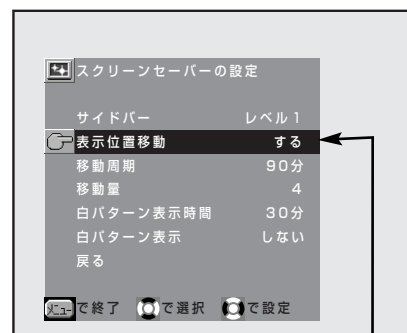 スクリーンセーバーの設定
サイドバー レベル1
表示位置移動 する
移動周期 90分
移動量 4
白パターン表示時間 30分
白パターン表示 しない
戻る
メニューで終了 で選択 で設定